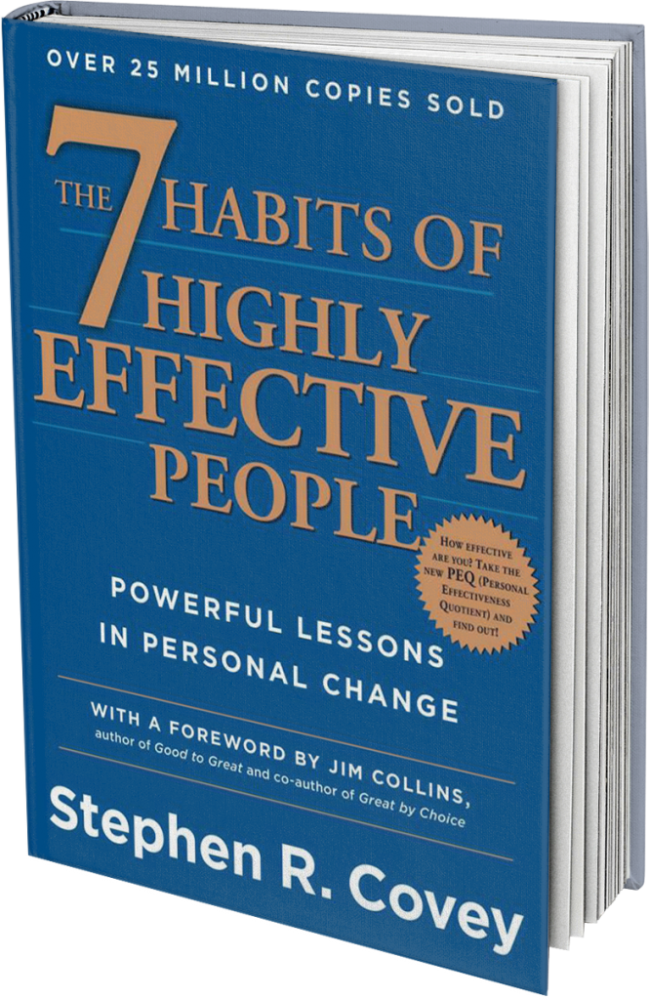 OVER 25 MILLION COPIES SOLD
THE 7 HABITS OF
HIGHLY
EFFECTIVE
PEOPLE
HOW EFFECTIVE
ARE YOU? TAKE THE
NEW PEQ (PERSONAL
EFFECTIVENESS
QUOTIENT) AND
FIND OUT!
POWERFUL LESSONS
IN PERSONAL CHANGE
WITH A FOREWORD BY JIM COLLINS,
author of Good to Great and co-author of Great by Choice
Stephen R. Covey